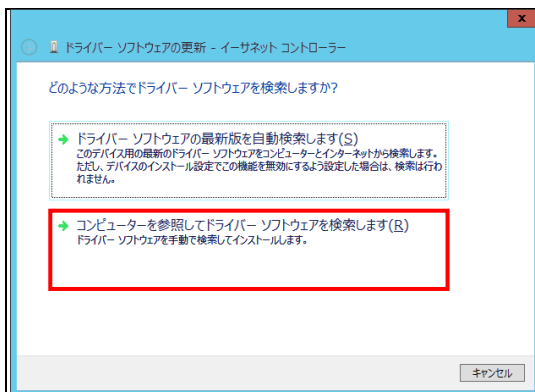 x
ドライバー ソフトウェアの更新 - イーサネット コントローラー
どのような方法でドライバー ソフトウェアを検索しますか?
ドライバー ソフトウェアの最新版を自動検索します(S)
このデバイス用の最新のドライバー ソフトウェアをコンピューターとインターネットから検索します。
ただし、デバイスのインストール設定でこの機能を無効にするよう設定した場合は、検索は行わ
れません。
コンピューターを参照してドライバー ソフトウェアを検索します(R)
ドライバー ソフトウェアを手動で検索してインストールします。
キャンセル